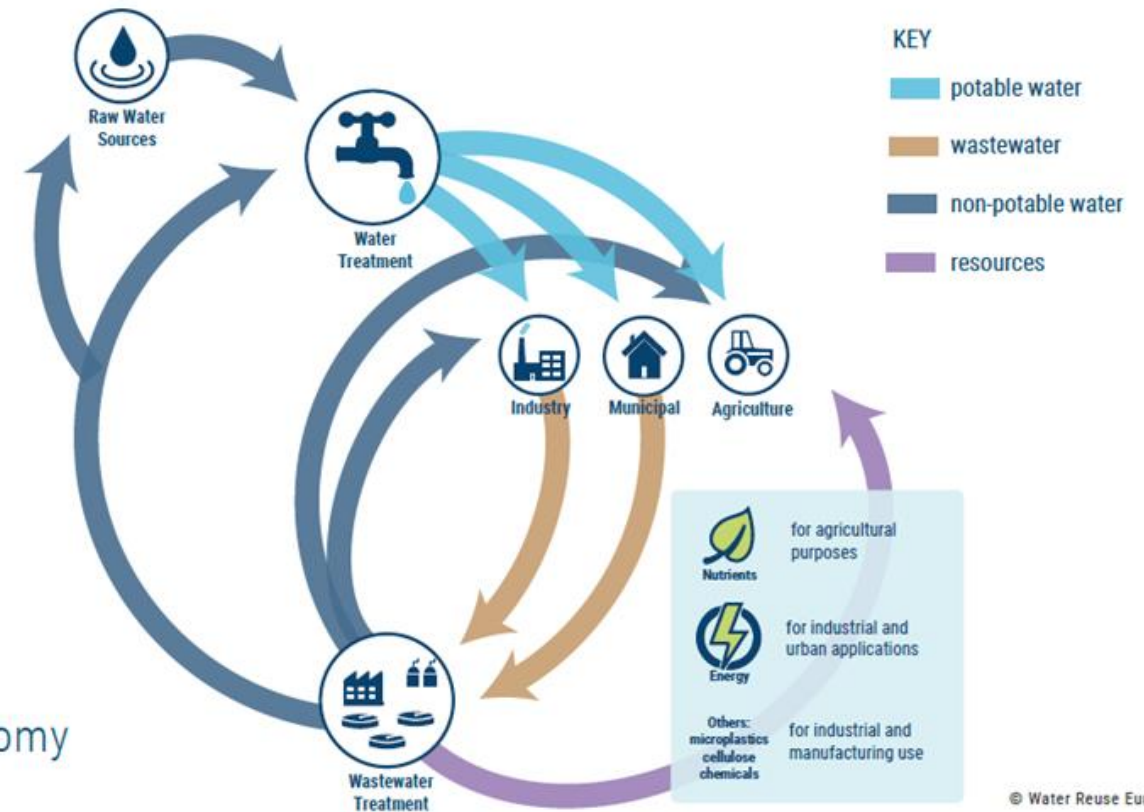 Raw Water
Sources
Water
Treatment
KEY
potable water
wastewater
non-potable water
resources
Industry
Municipal
Agriculture
Nutrients
for agricultural
purposes
Energy
for industrial and
urban applications
Others:
microplastics
cellulose
chemicals
for industrial and
manufacturing use
Wastewater
Treatment
© Water Reuse